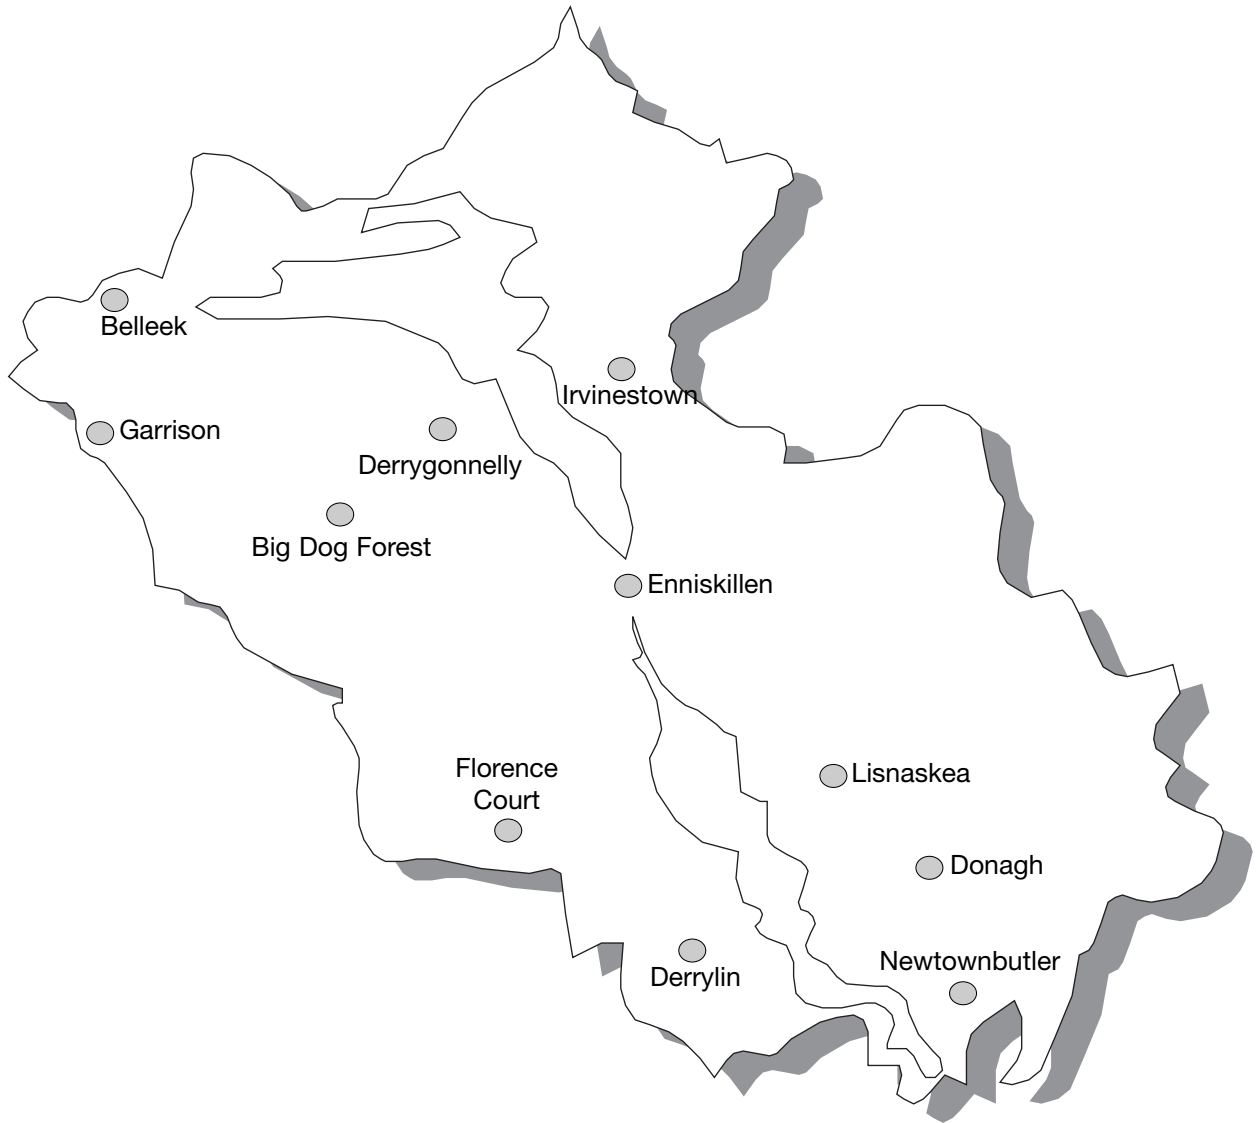 Belleek
Irvinestown
Garrison
Derrygonnelly
Big Dog Forest
Enniskillen
Florence
Court
Lisnaskea
Donagh
Newtownbutler
Derrylin